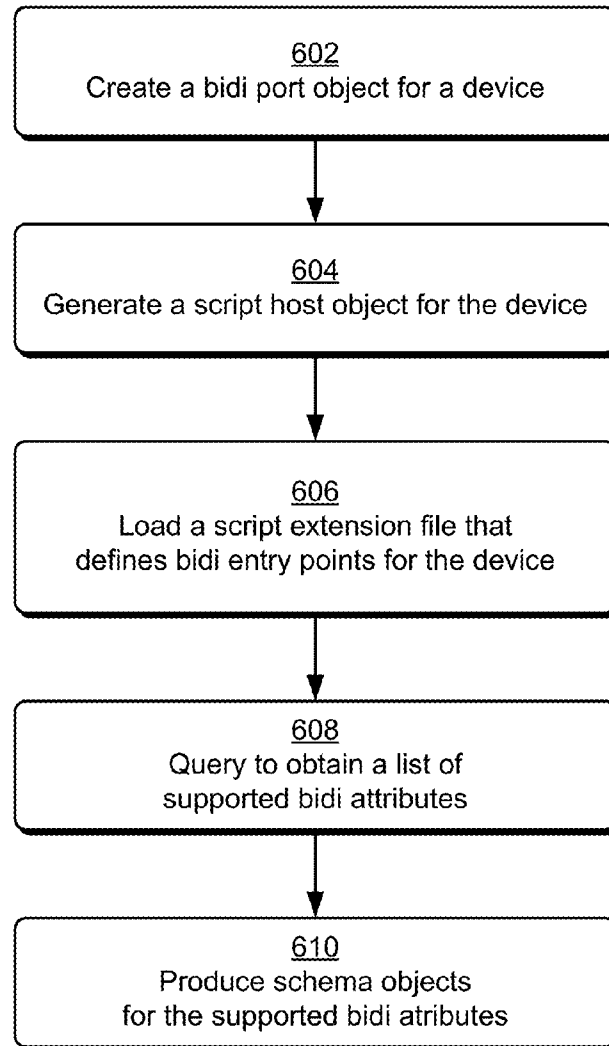 602
Create a bidi port object for a device
604
Generate a script host object for the device
606
Load a script extension file that
defines bidi entry points for the device
608
Query to obtain a list of
supported bidi attributes
610
Produce schema objects
for the supported bidi atributes